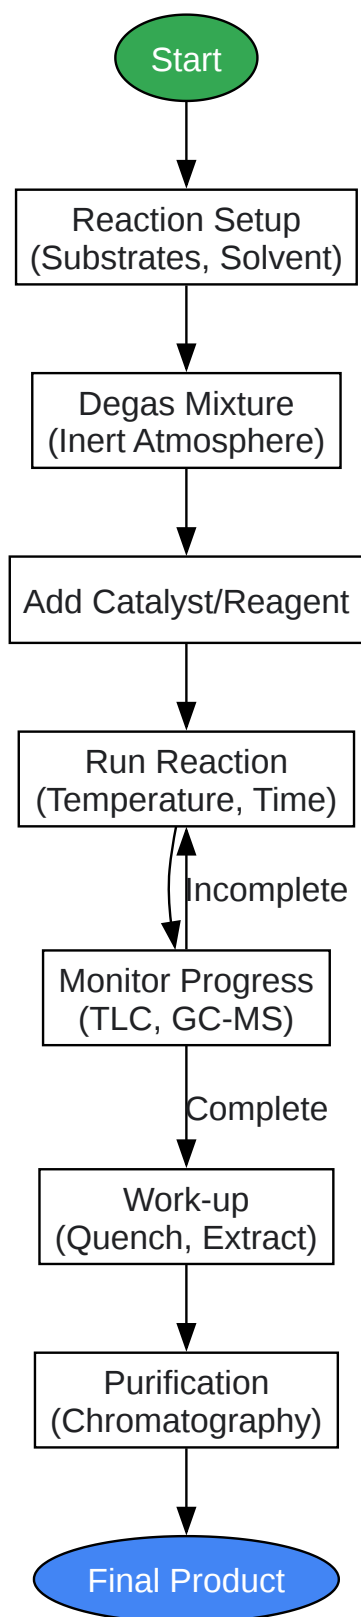 Start
Reaction Setup
(Substrates, Solvent)
Degas Mixture
(Inert Atmosphere)
Add Catalyst/Reagent
Run Reaction
(Temperature, Time)
Incomplete
Monitor Progress
(TLC, GC-MS)
Complete
Work-up
(Quench, Extract)
Purification
(Chromatography)
Final Product